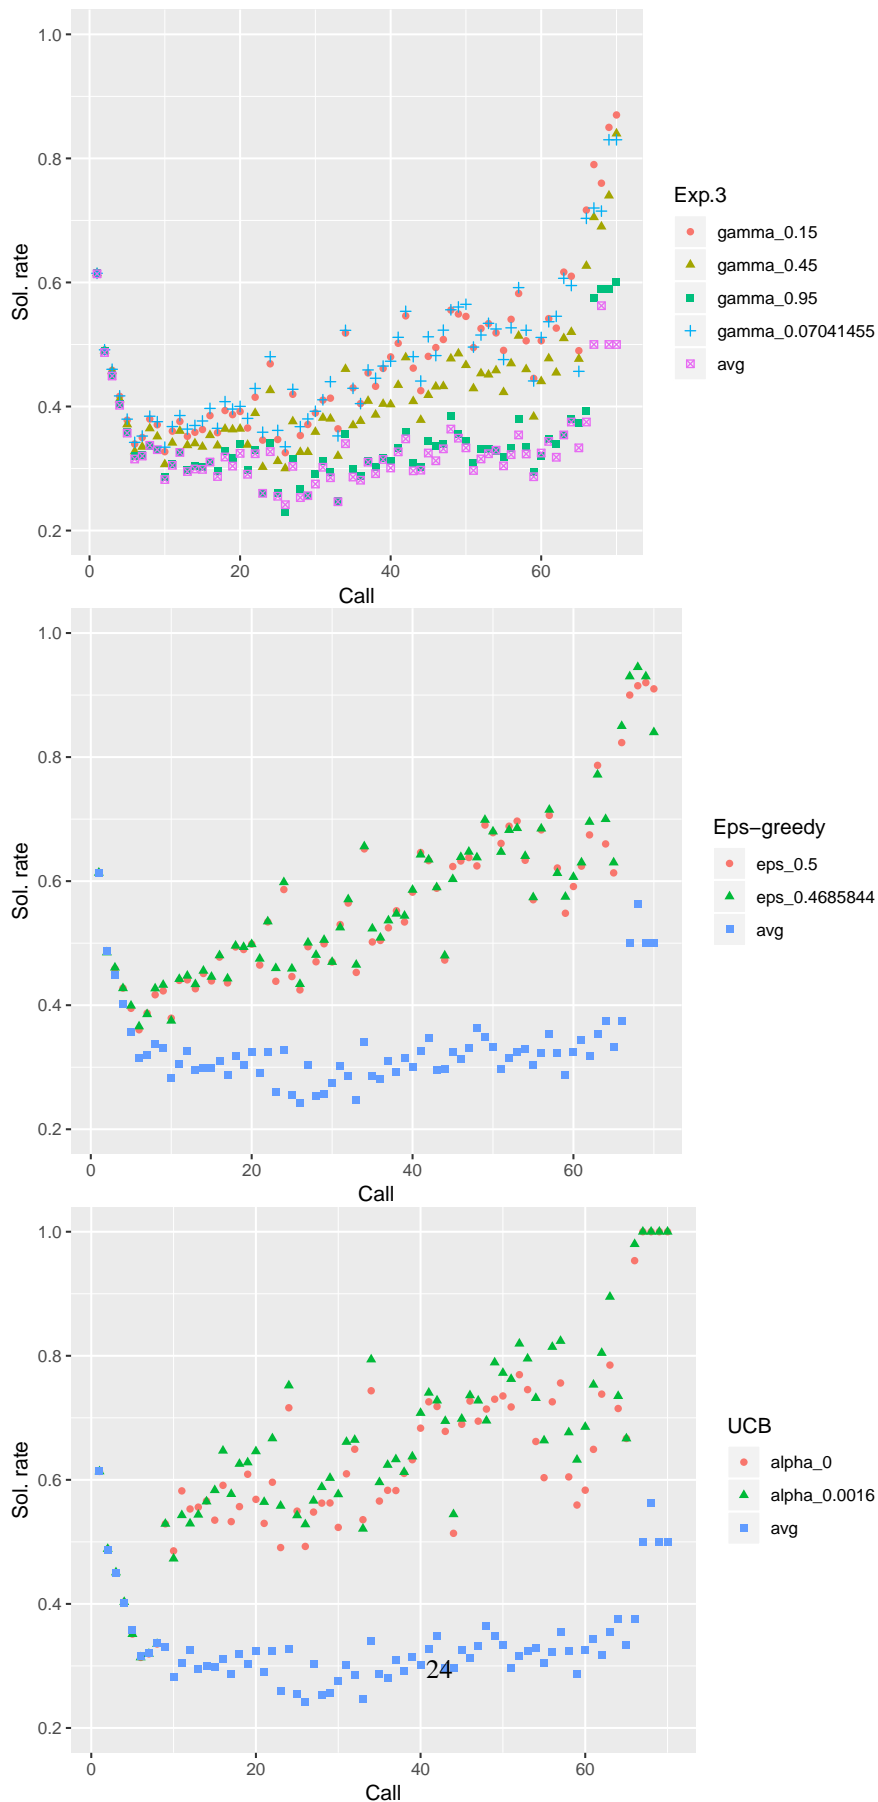 1.0
0.8
0.6
0.4
0.2
Sol. rate
0 20 40 60
Call
Exp.3
gamma_0.15
gamma_0.45
gamma_0.95
gamma_0.07041455
avg
1.0
0.8
0.6
0.4
0.2
Sol. rate
0 20 40 60
Call
Eps−greedy
eps_0.5
eps_0.4685844
avg
1.0
0.8
0.6
0.4
0.2
Sol. rate
0 20 40 60
Call
UCB
alpha_0
alpha_0.0016
avg
24